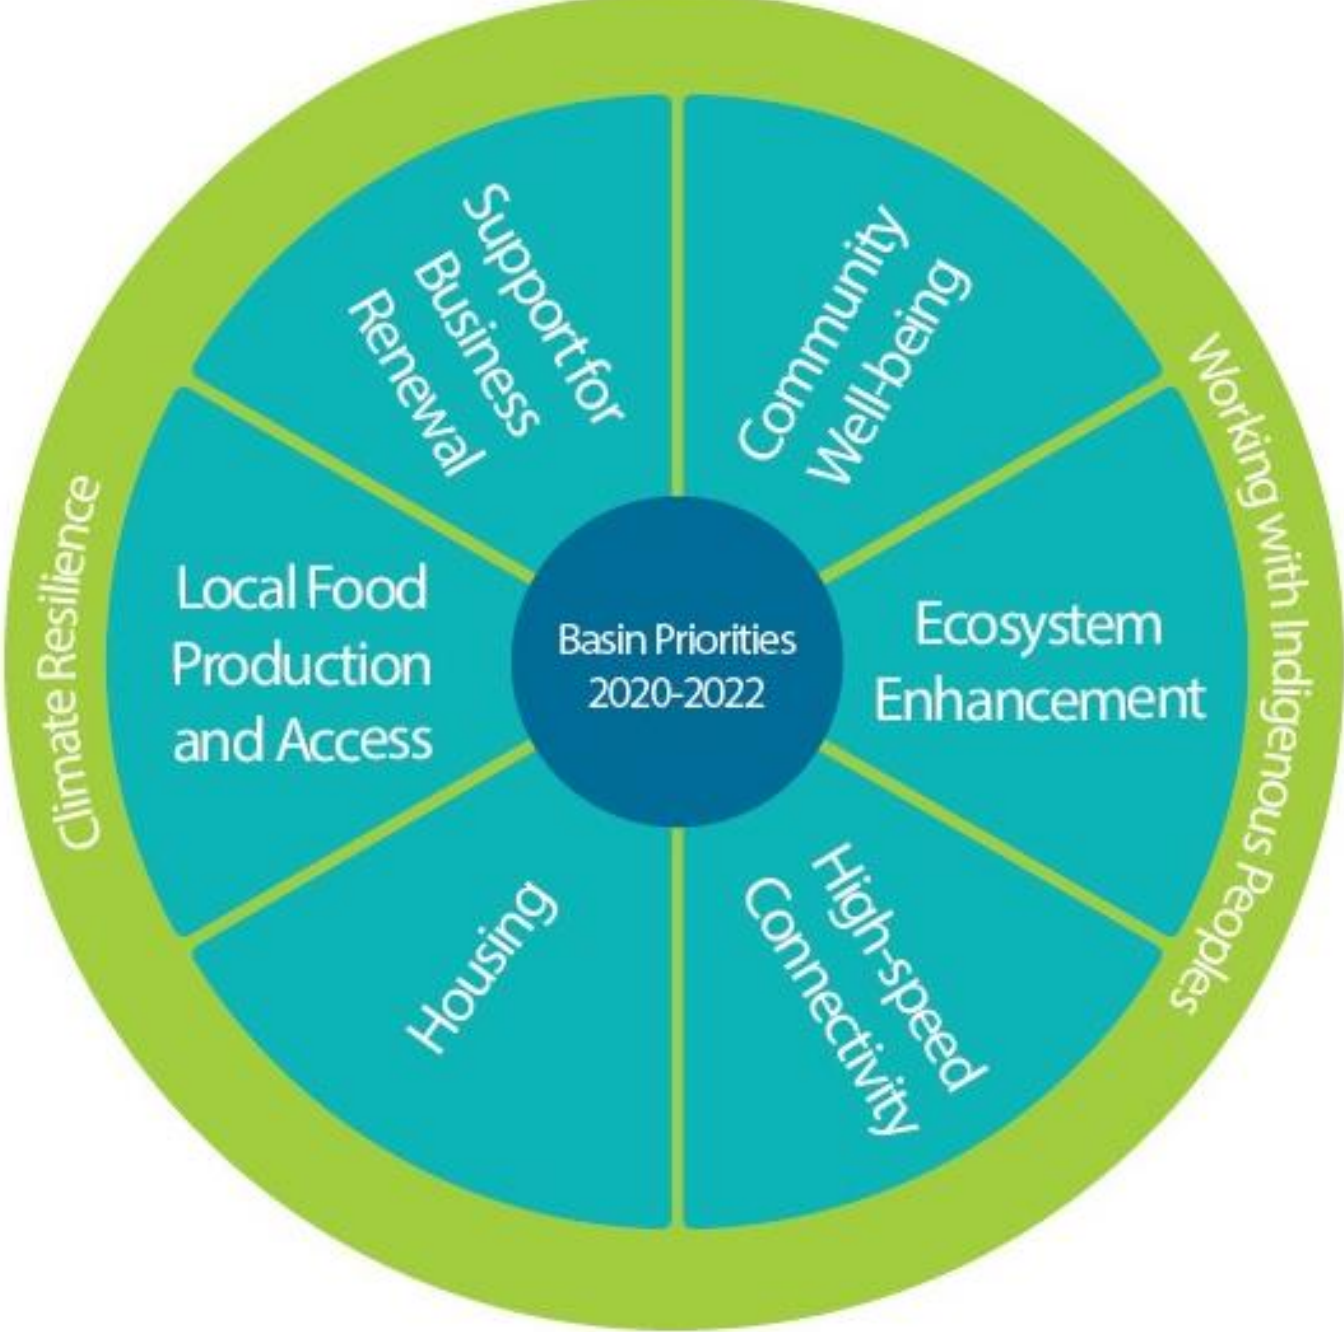 Support for
Business
Renewal
Community
Well-being
Working with Indigenous Peoples
Climate Resilience
Local Food
Production
and Access
Basin Priorities
2020-2022
Ecosystem
Enhancement
Housing
High-speed
Connectivity